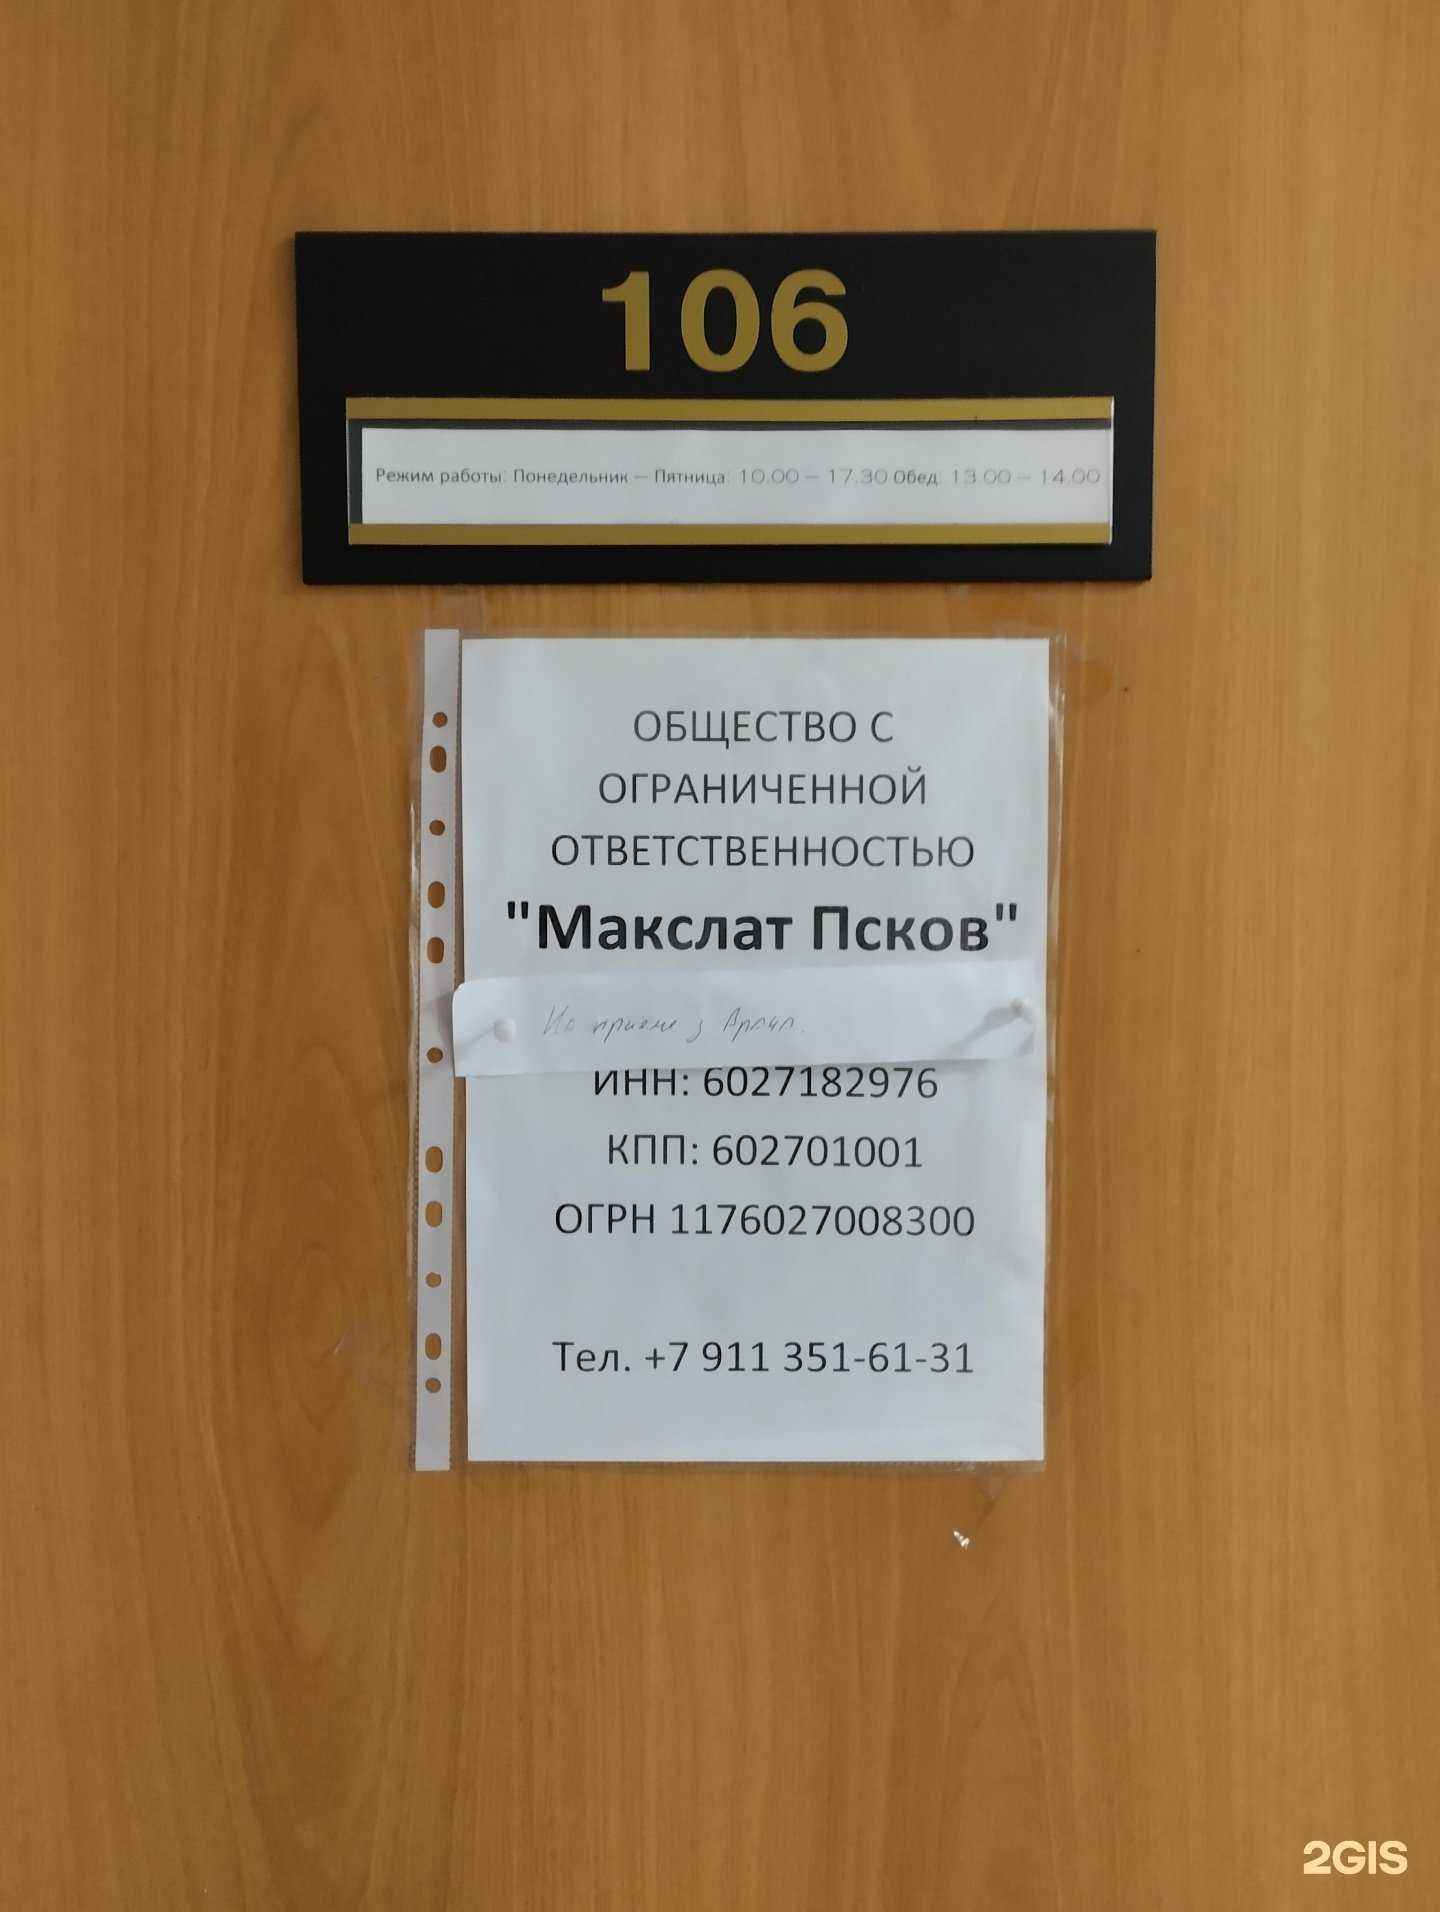 106
Режим работы: Понедельник – Пятница: 10.00 – 17.30 Обед: 13.00 – 14.00
ОБЩЕСТВО С
ОГРАНИЧЕННОЙ
ОТВЕТСТВЕННОСТЬЮ
"Макслат Псков"
ИНН: 6027182976
КПП: 602701001
ОГРН 1176027008300
Тел. +7 911 351-61-31
2GIS